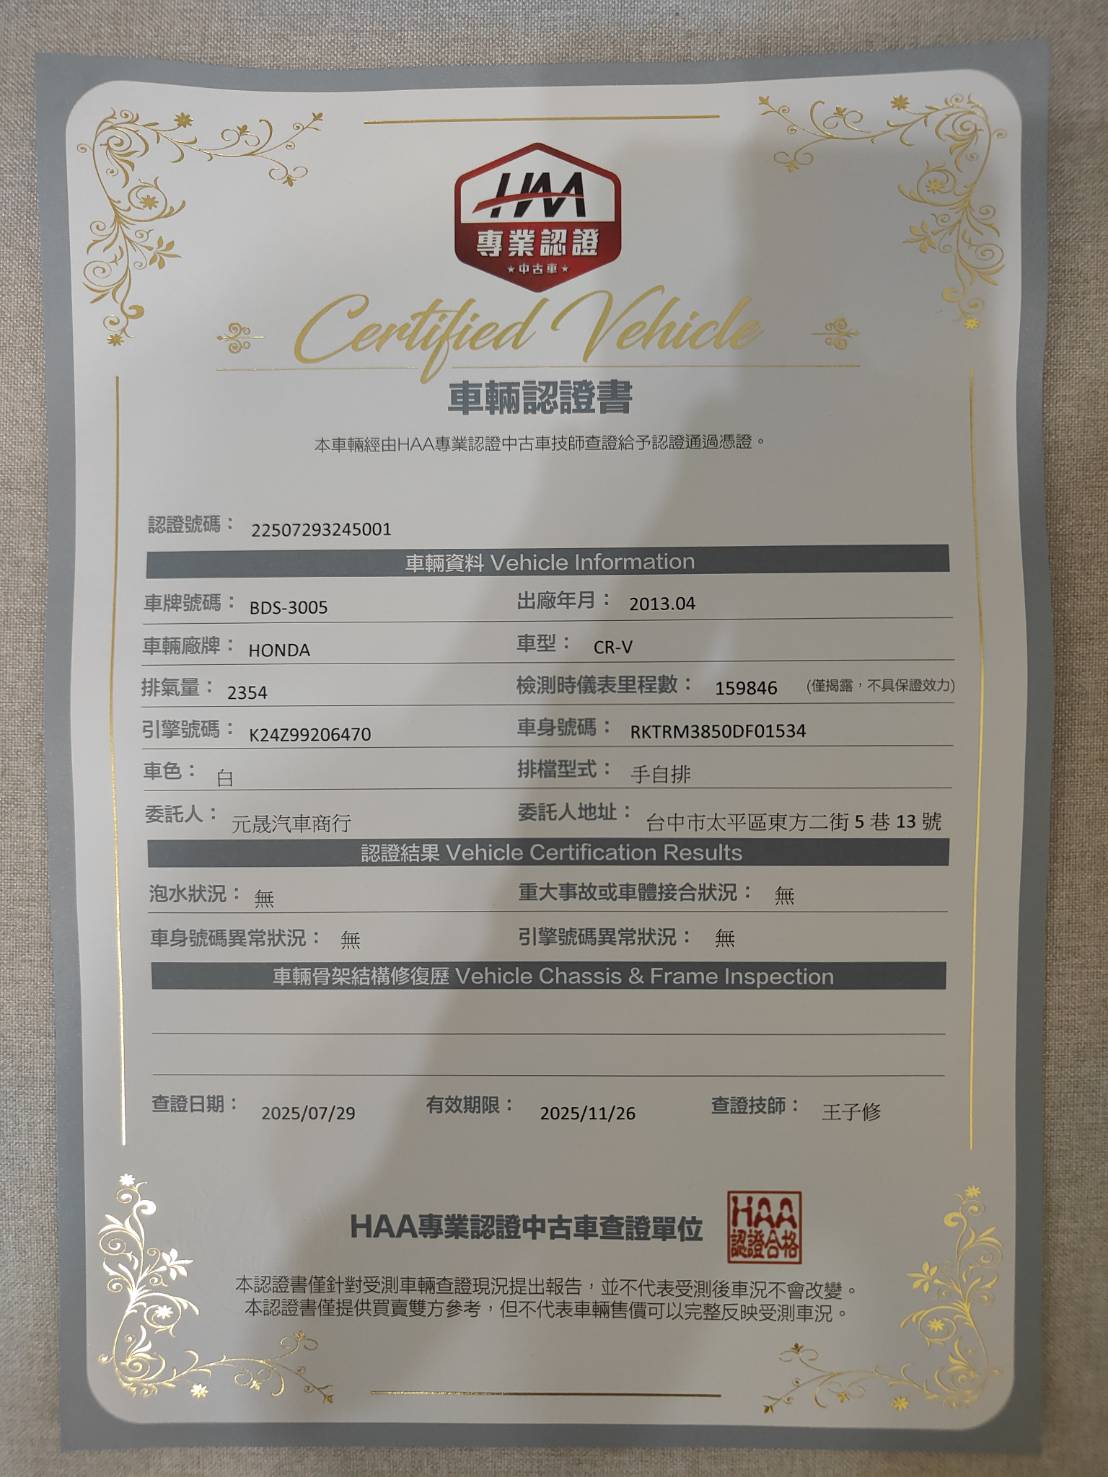 HAA
專業認證
★中古車★
Certified Vehicle
車輛認證書
本車輛經由HAA專業認證中古車技師查證給予認證通過憑證。
認證號碼： 22507293245001
車輛資料 Vehicle Information
車牌號碼： BDS-3005 出廠年月： 2013.04
車輛廠牌： HONDA 車型： CR-V
排氣量： 2354 檢測時儀表里程數： 159846 (僅揭露，不具保證效力)
引擎號碼： K24Z99206470 車身號碼： RKTRM3850DF01534
車色： 白 排檔型式： 手自排
委託人： 元晟汽車商行 委託人地址： 台中市太平區東方二街 5 巷 13 號
認證結果 Vehicle Certification Results
泡水狀況： 無 重大事故或車體接合狀況： 無
車身號碼異常狀況： 無 引擎號碼異常狀況： 無
車輛骨架結構修復歷 Vehicle Chassis & Frame Inspection
查證日期： 2025/07/29 有效期限： 2025/11/26 查證技師： 王子修
HAA專業認證中古車查證單位
HAA
認證合格
本認證書僅針對受測車輛查證現況提出報告，並不代表受測後車況不會改變。
本認證書僅提供買賣雙方參考，但不代表車輛售價可以完整反映受測車況。